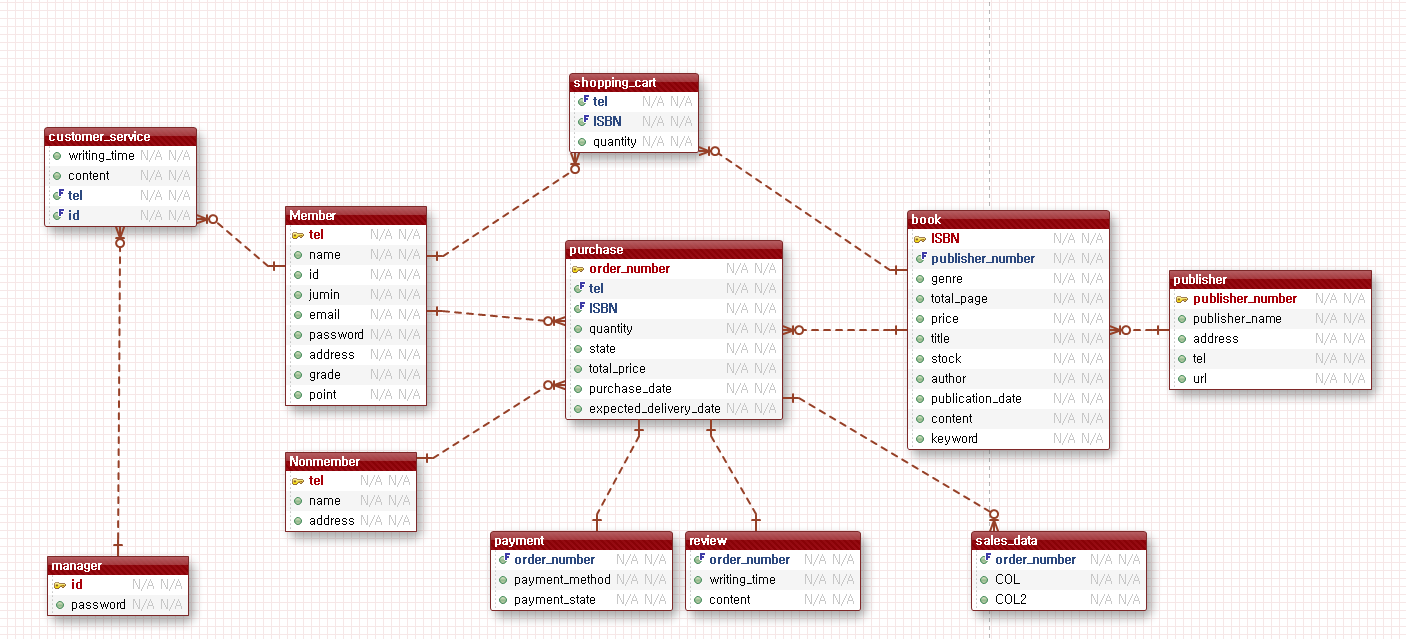 shopping_cart
tel N/A N/A
ISBN N/A N/A
quantity N/A N/A
customer_service
writing_time N/A N/A
content N/A N/A
tel N/A N/A
id N/A N/A
Member
tel N/A N/A
name N/A N/A
id N/A N/A
jumin N/A N/A
email N/A N/A
password N/A N/A
address N/A N/A
grade N/A N/A
point N/A N/A
purchase
order_number N/A N/A
tel N/A N/A
ISBN N/A N/A
quantity N/A N/A
state N/A N/A
total_price N/A N/A
purchase_date N/A N/A
expected_delivery_date N/A N/A
book
ISBN N/A N/A
publisher_number N/A N/A
genre N/A N/A
total_page N/A N/A
price N/A N/A
title N/A N/A
stock N/A N/A
author N/A N/A
publication_date N/A N/A
content N/A N/A
keyword N/A N/A
publisher
publisher_number N/A N/A
publisher_name N/A N/A
address N/A N/A
tel N/A N/A
url N/A N/A
Nonmember
tel N/A N/A
name N/A N/A
address N/A N/A
manager
id N/A N/A
password N/A N/A
payment
order_number N/A N/A
payment_method N/A N/A
payment_state N/A N/A
review
order_number N/A N/A
writing_time N/A N/A
content N/A N/A
sales_data
order_number N/A N/A
COL N/A N/A
COL2 N/A N/A